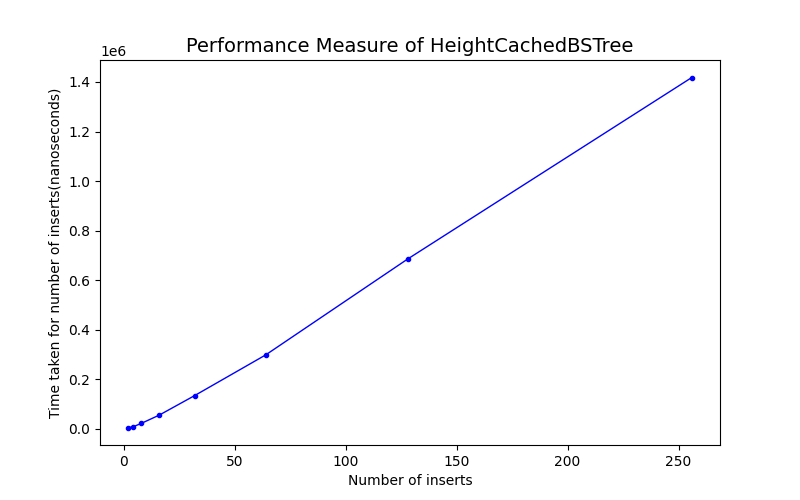 Performance Measure of HeightCachedBSTree
1e6
1.4
1.2
1.0
0.8
0.6
0.4
0.2
0.0
Time taken for number of inserts(nanoseconds)
0 50 100 150 200 250
Number of inserts